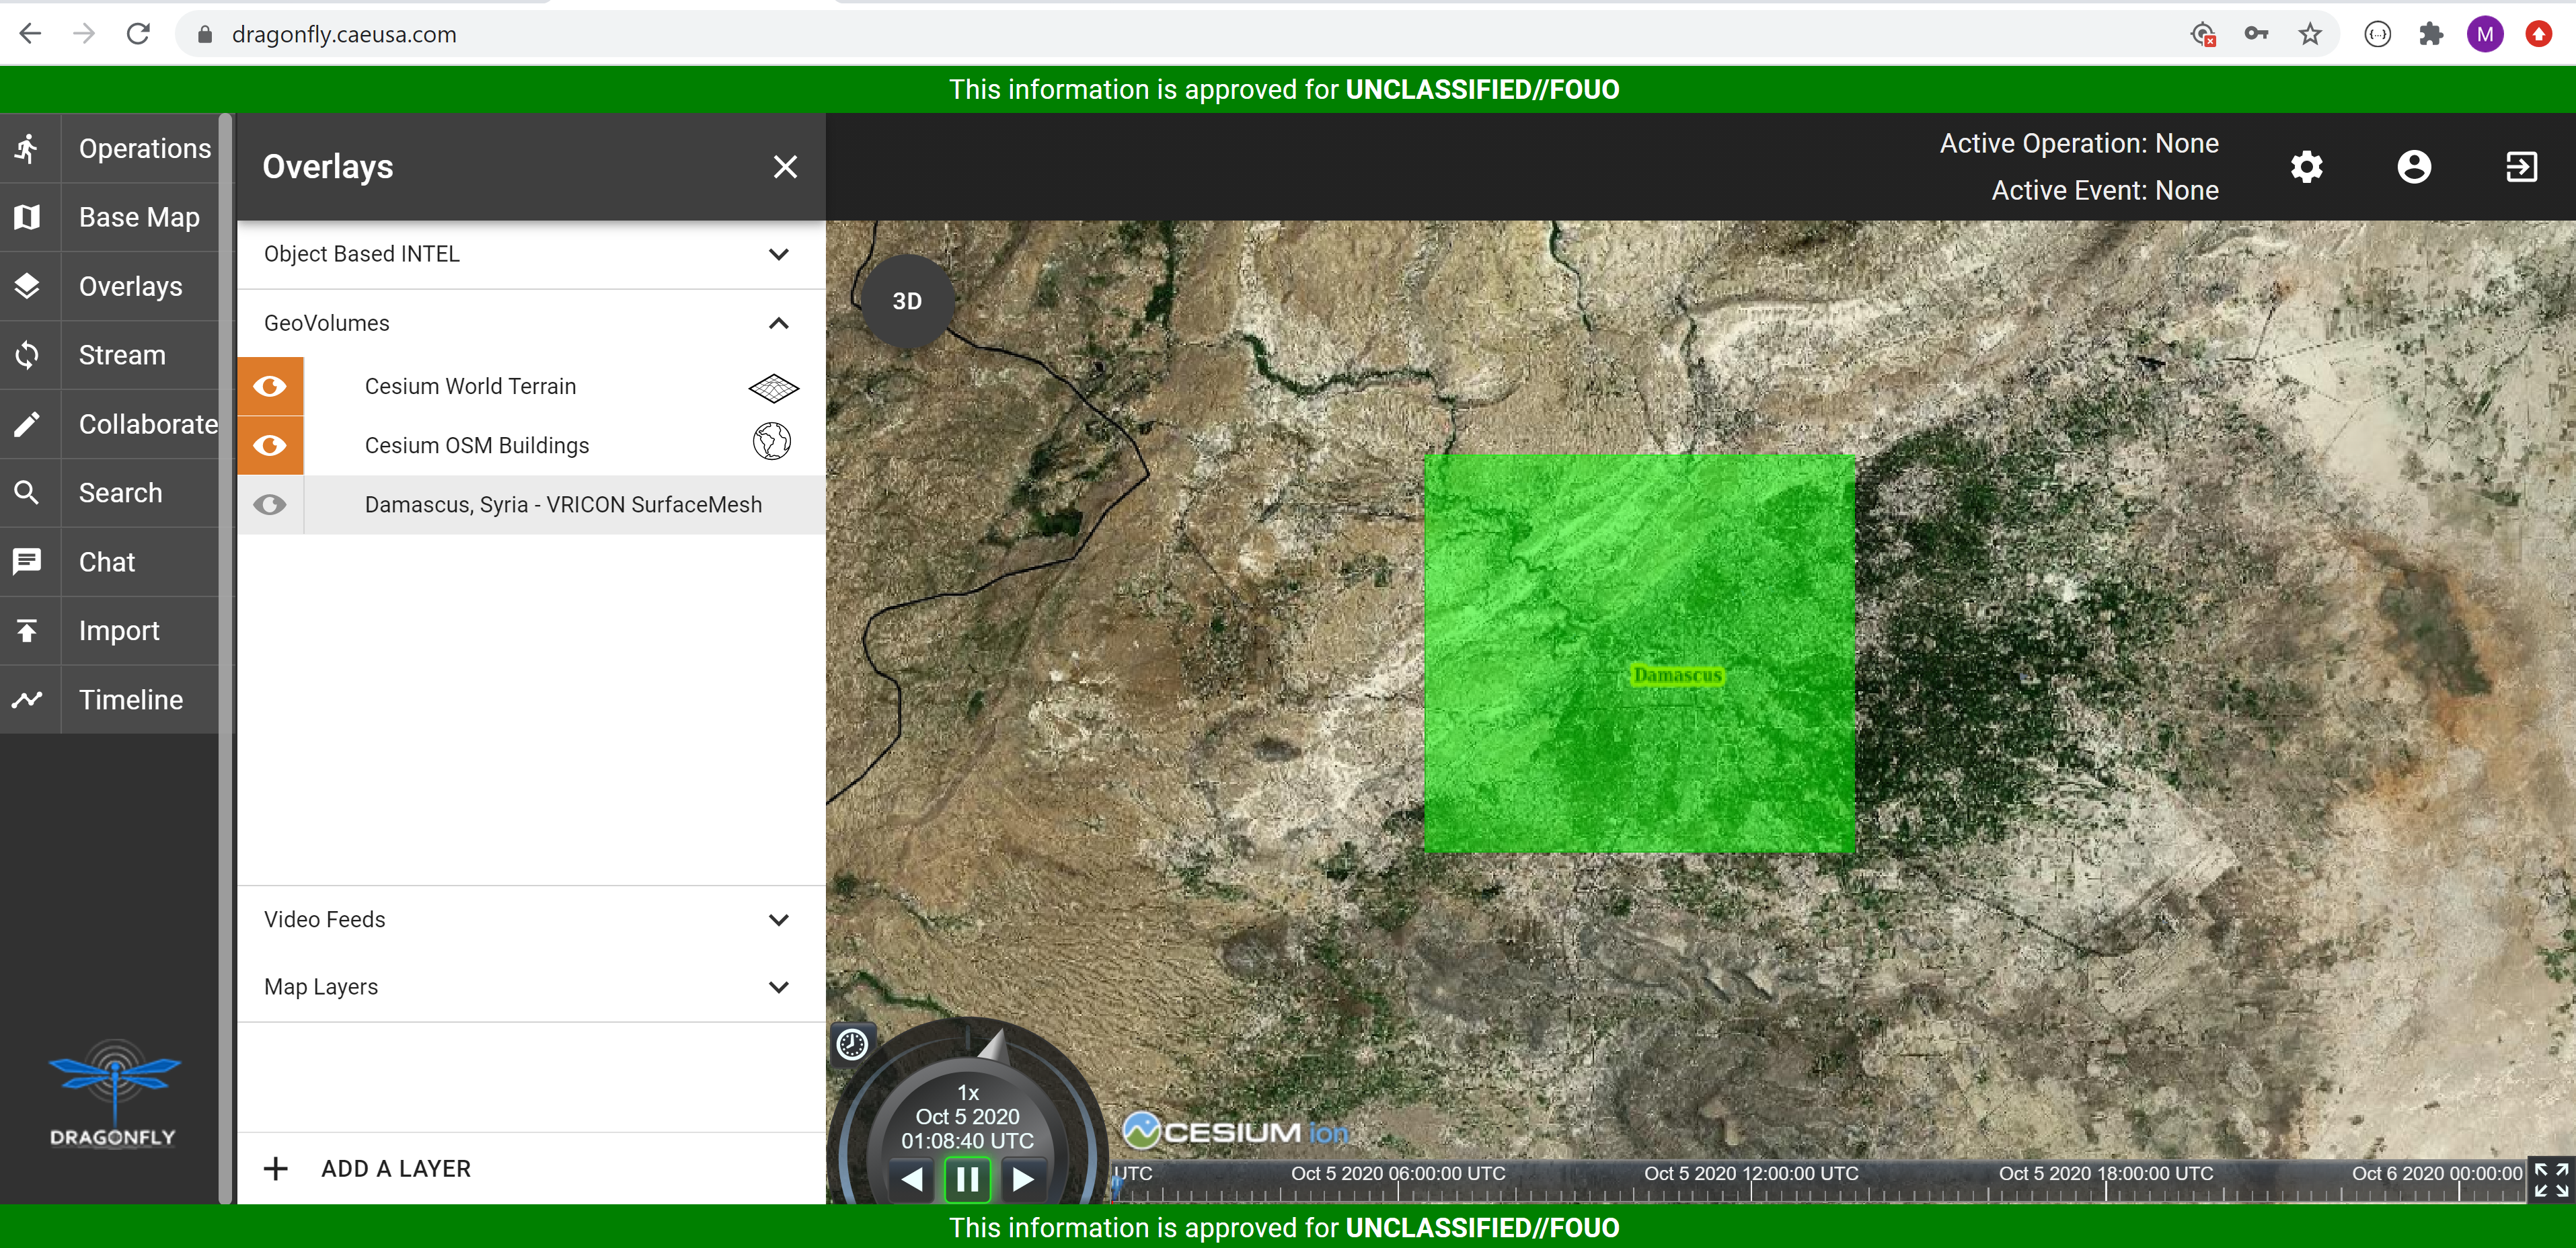 dragonfly.caeusa.com
M
This information is approved for UNCLASSIFIED//FOUO
Operations
Base Map
Overlays
Stream
Collaborate
Search
Chat
Import
Timeline
DRAGONFLY
Overlays
Object Based INTEL
GeoVolumes
Cesium World Terrain
Cesium OSM Buildings
Damascus, Syria - VRICON SurfaceMesh
Video Feeds
Map Layers
ADD A LAYER
Active Operation: None
Active Event: None
3D
Damascus
1x
Oct 5 2020
01:08:40 UTC
CESIUM ion
UTC
Oct 5 2020 06:00:00 UTC
Oct 5 2020 12:00:00 UTC
Oct 5 2020 18:00:00 UTC
Oct 6 2020 00:00:00
This information is approved for UNCLASSIFIED//FOUO